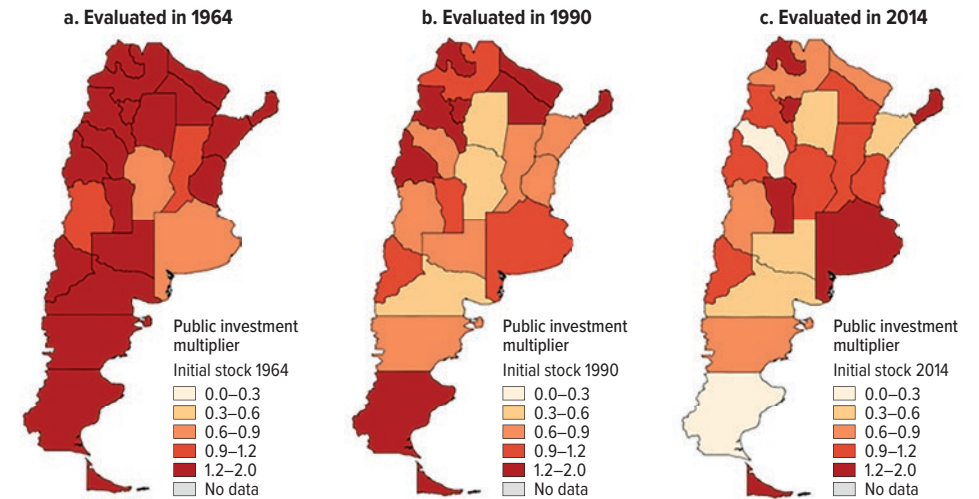 a. Evaluated in 1964
Public investment
multiplier
Initial stock 1964
0.0–0.3
0.3–0.6
0.6–0.9
0.9–1.2
1.2–2.0
No data
b. Evaluated in 1990
Public investment
multiplier
Initial stock 1990
0.0–0.3
0.3–0.6
0.6–0.9
0.9–1.2
1.2–2.0
No data
c. Evaluated in 2014
Public investment
multiplier
Initial stock 2014
0.0–0.3
0.3–0.6
0.6–0.9
0.9–1.2
1.2–2.0
No data